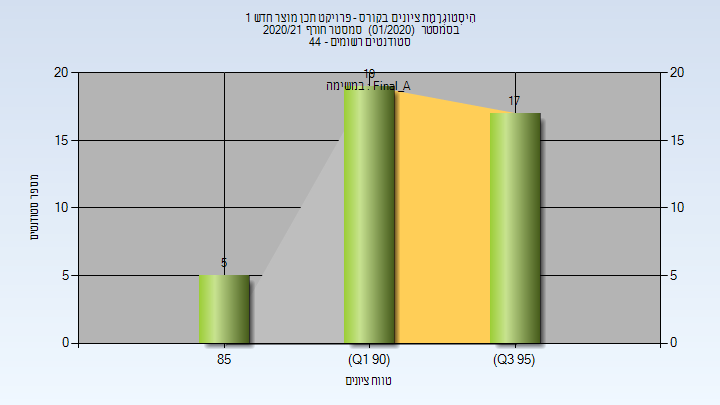 היסטוגרמת ציונים בקורס - פרויקט תכן מוצר חדש 1
בסמסטר (01/2020) סמסטר חורף 2020/21
סטודנטים רשומים - 44
במשימה : Final_A
20
15
10
5
0
20
15
10
5
0
5
19
17
מספר סטודנטים
85
(Q1 90)
(Q3 95)
טווח ציונים